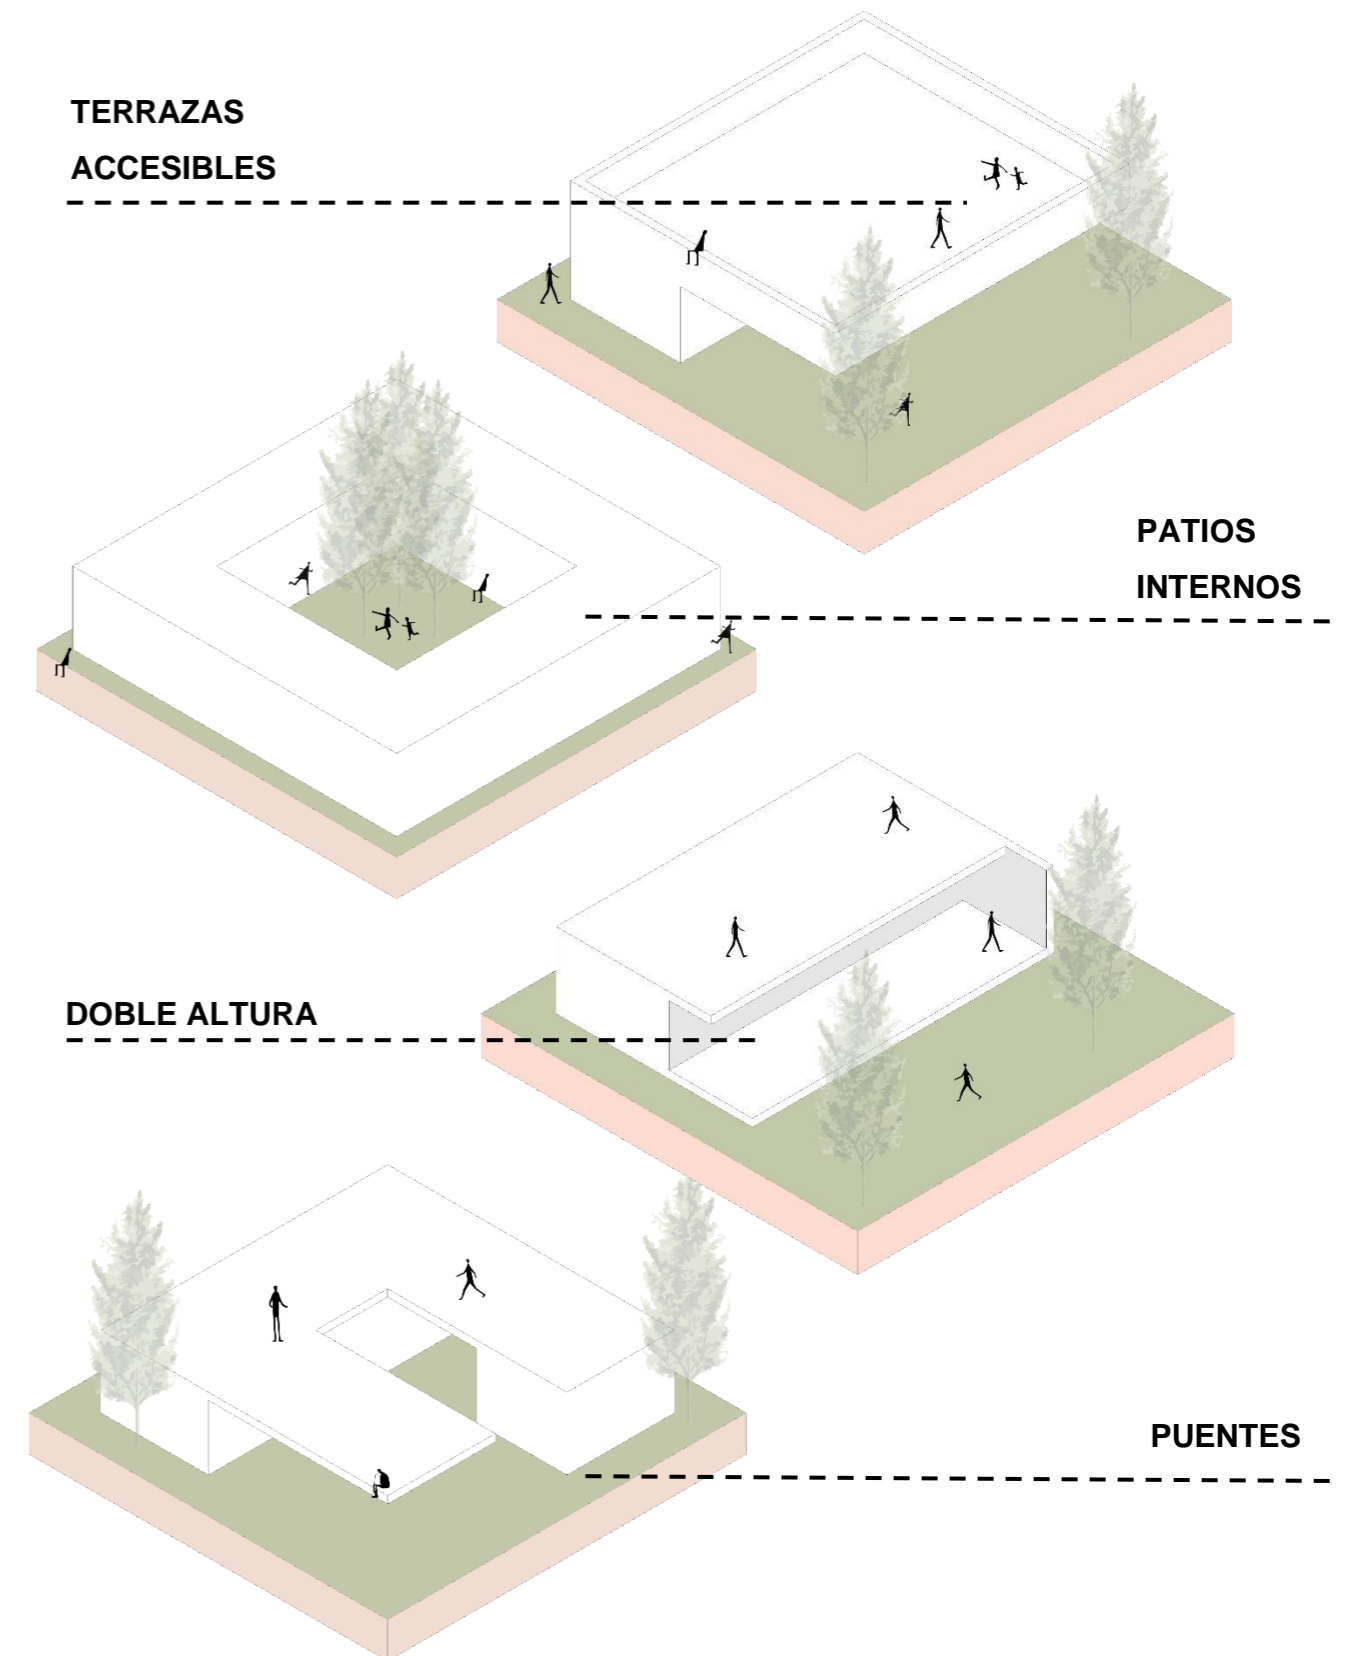 TERRAZAS
ACCESIBLES
PATIOS
INTERNOS
DOBLE ALTURA
PUENTES